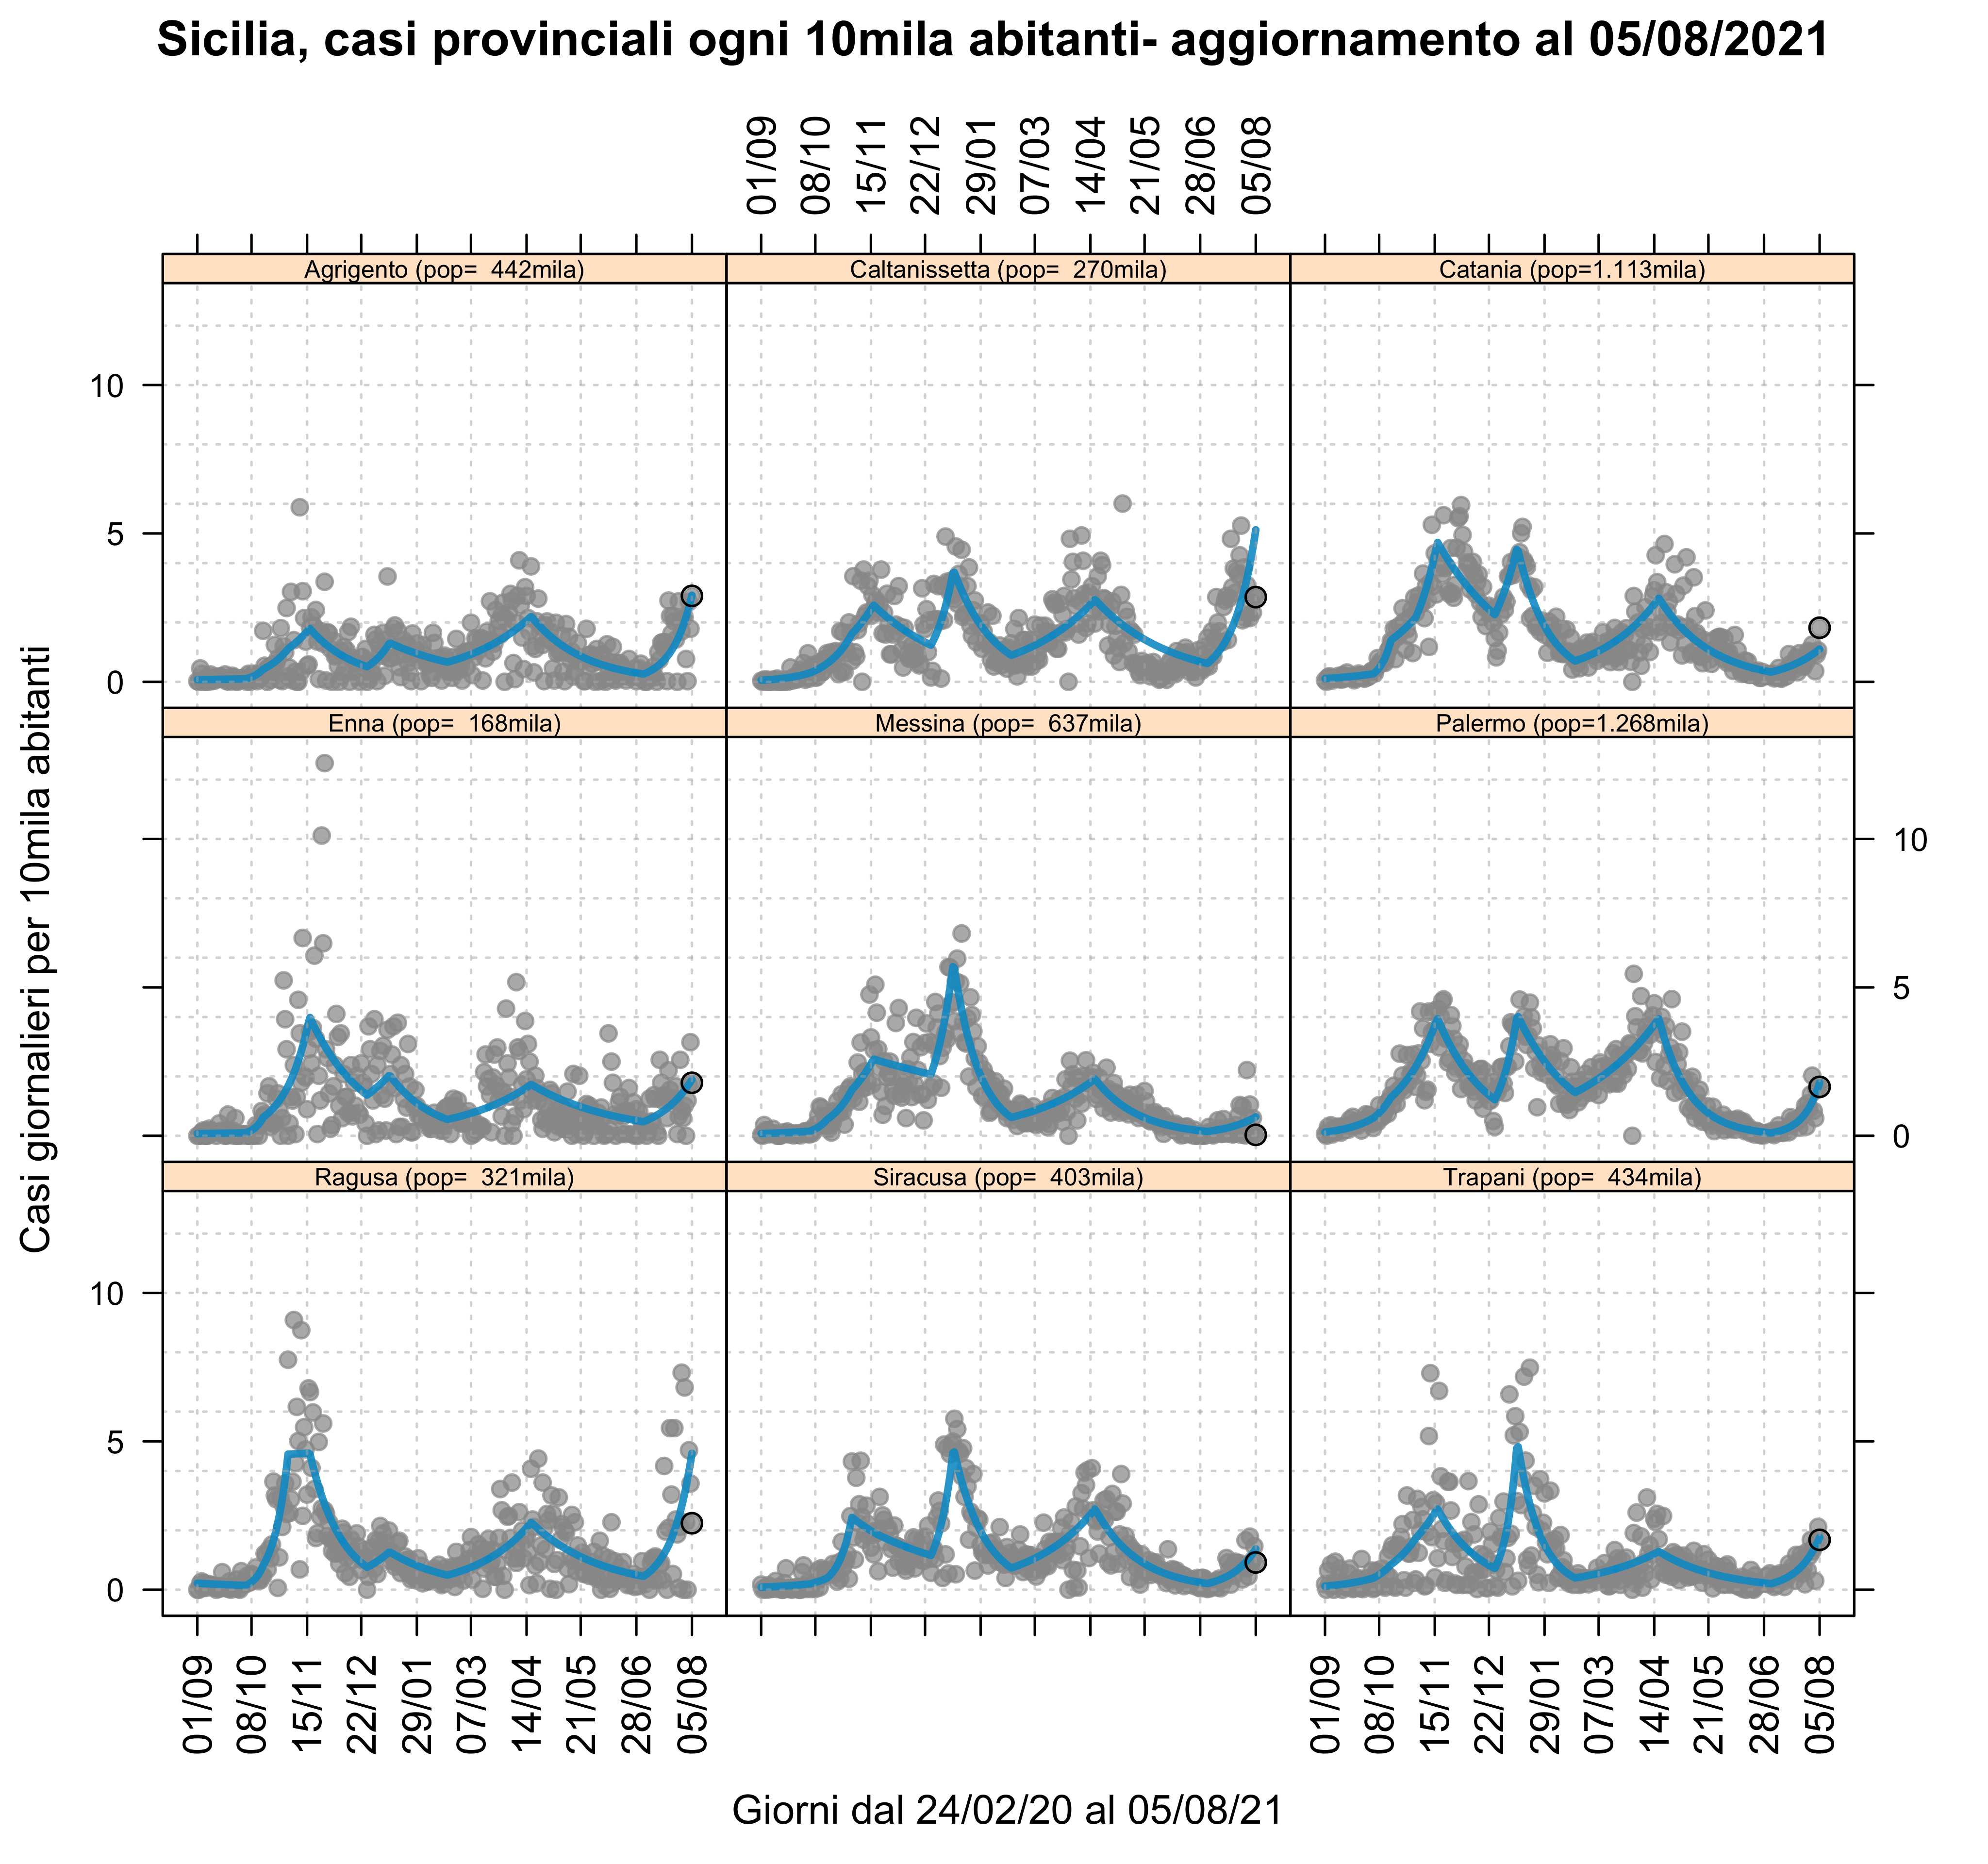 Sicilia, casi provinciali ogni 10mila abitanti- aggiornamento al 05/08/2021
01/09 08/10 15/11 22/12 29/01 07/03 14/04 21/05 28/06 05/08
Agrigento (pop=  442mila)
Caltanissetta (pop=  270mila)
Catania (pop=1.113mila)
10
5
0
Casi giornalieri per 10mila abitanti
Enna (pop=  168mila)
Messina (pop=  637mila)
Palermo (pop=1.268mila)
10
5
0
Ragusa (pop=  321mila)
Siracusa (pop=  403mila)
Trapani (pop=  434mila)
10
5
0
01/09 08/10 15/11 22/12 29/01 07/03 14/04 21/05 28/06 05/08
01/09 08/10 15/11 22/12 29/01 07/03 14/04 21/05 28/06 05/08
Giorni dal 24/02/20 al 05/08/21